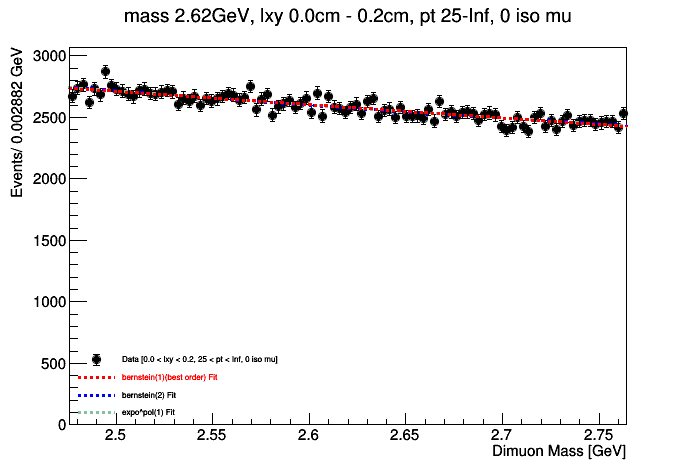 mass 2.62GeV, lxy 0.0cm - 0.2cm, pt 25-Inf, 0 iso mu
Events/ 0.002882 GeV
3000
2500
2000
1500
1000
500
0
Data [0.0 < lxy < 0.2, 25 < pt < Inf, 0 iso mu]
bernstein(1)(best order) Fit
bernstein(2) Fit
expo^pol(1) Fit
2.5 2.55 2.6 2.65 2.7 2.75
Dimuon Mass [GeV]